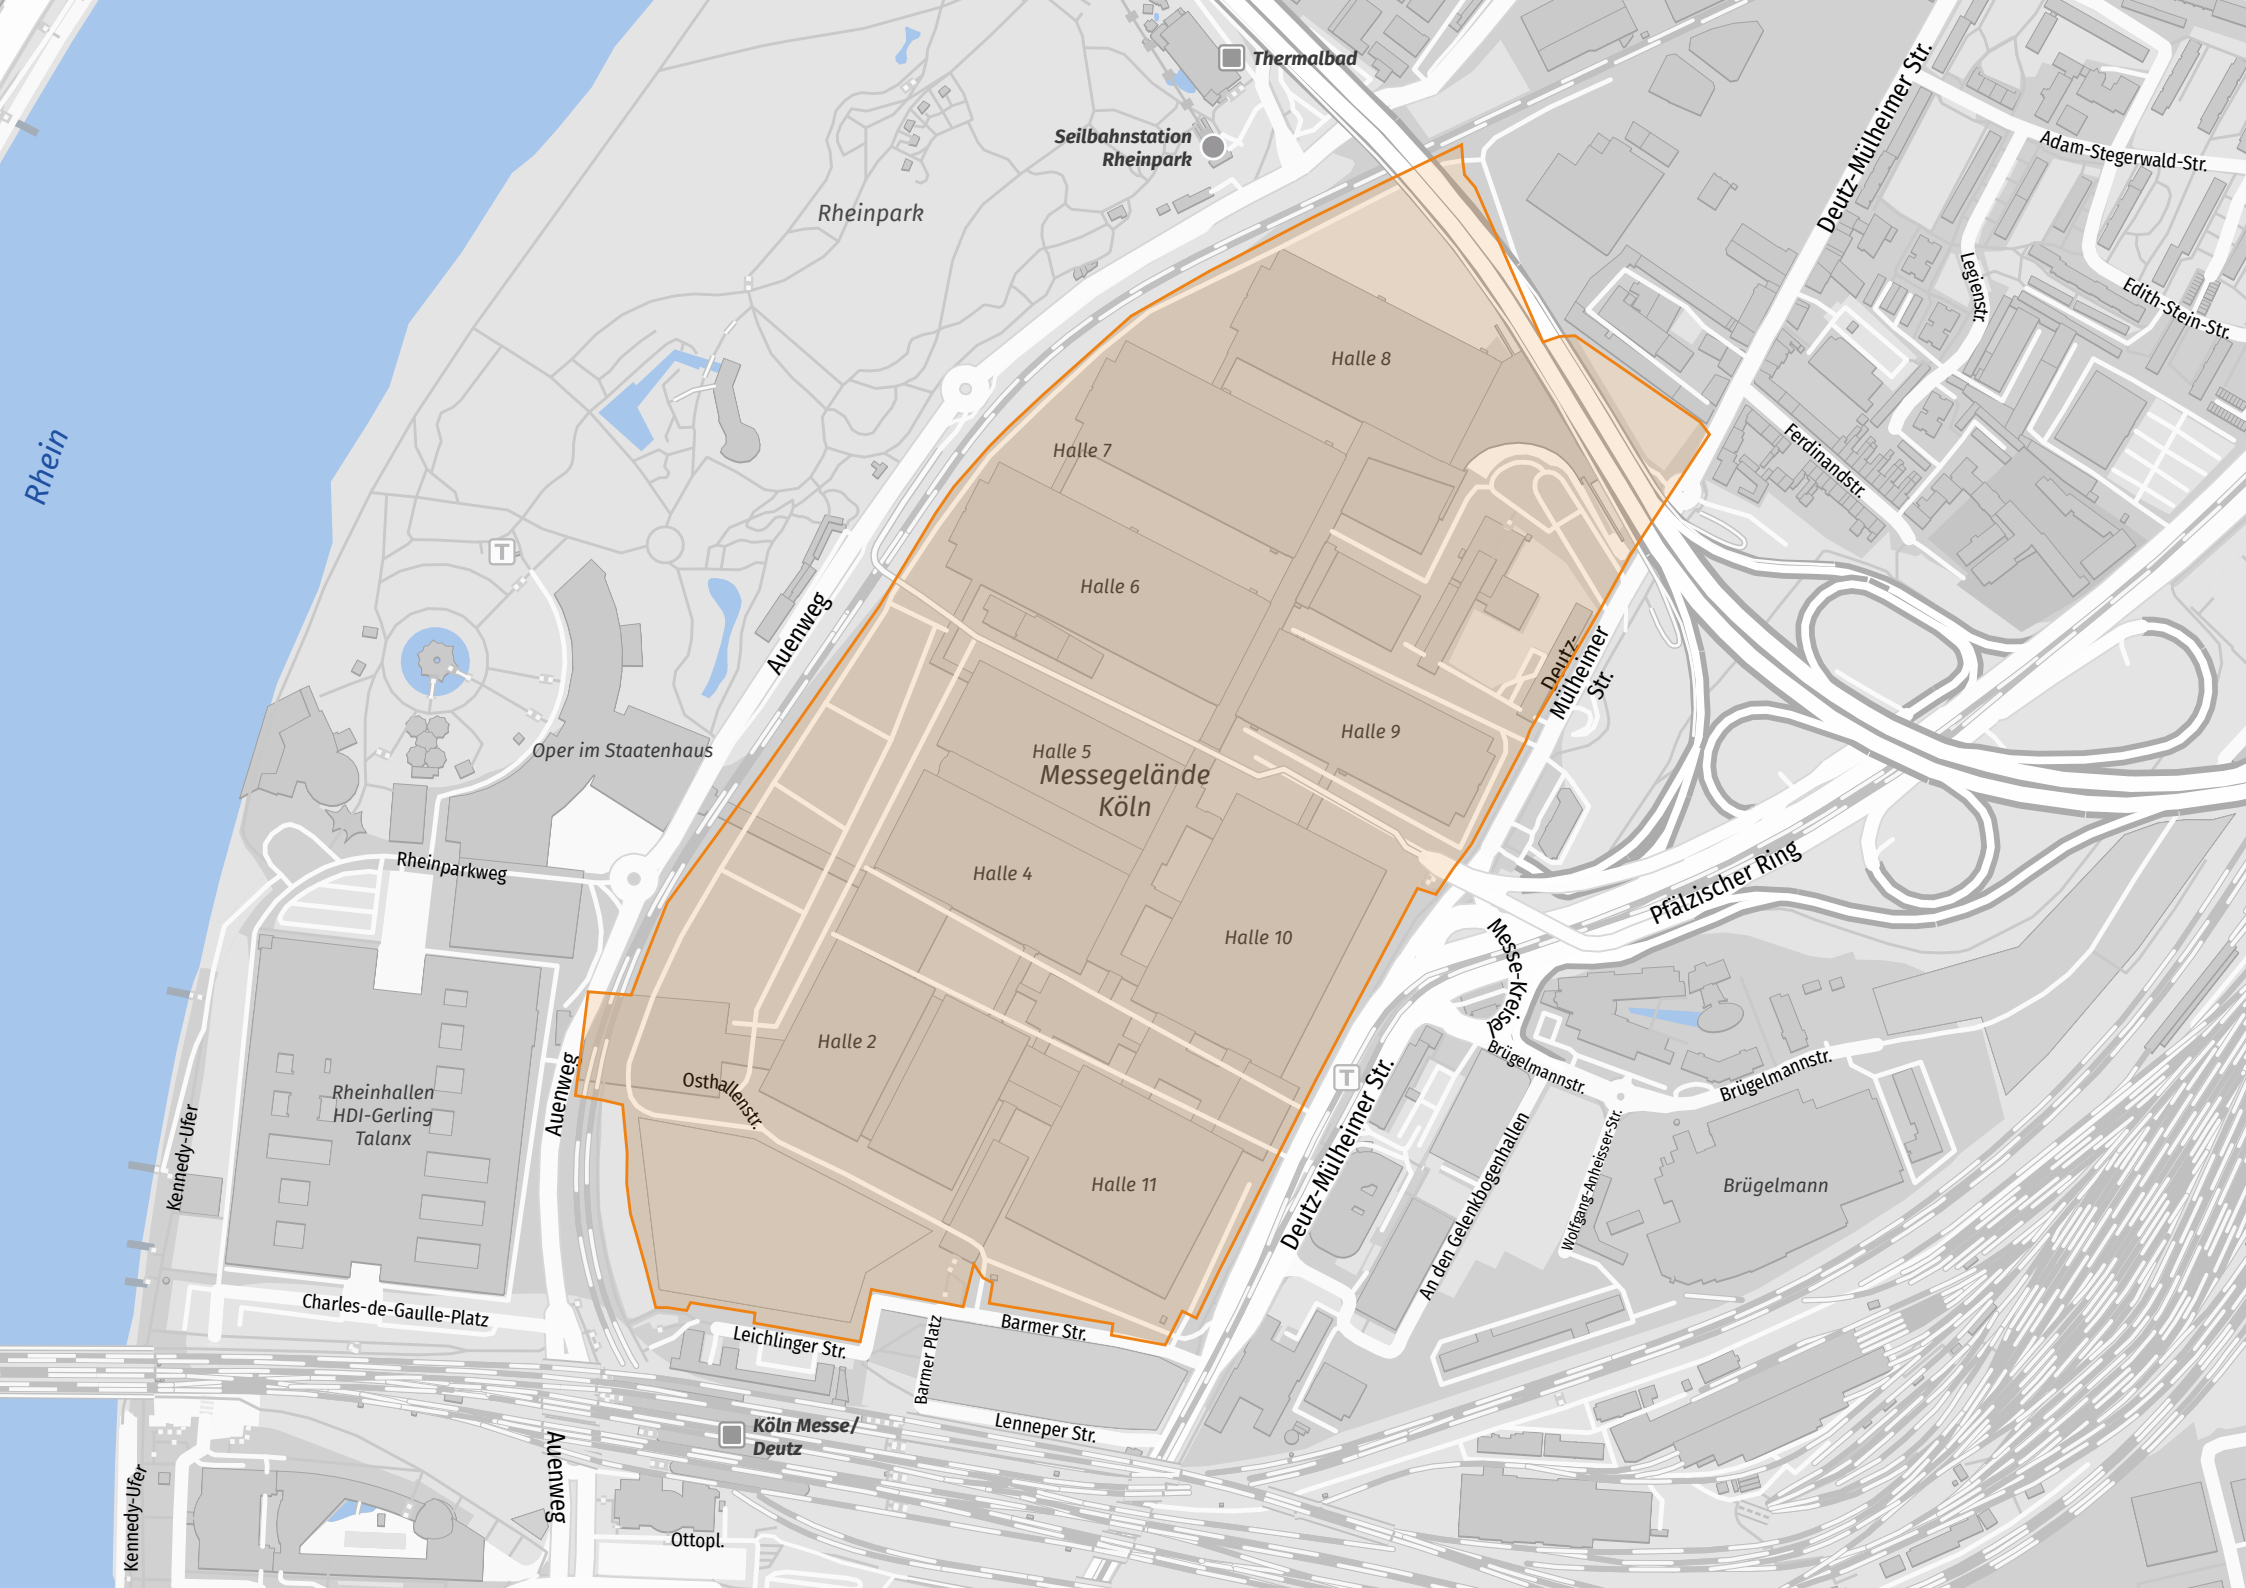 Thermalbad
Seilbahnstation
Rheinpark
Deutz-Mülheimer Str.
Adam-Stegerwald-Str.
Rheinpark
Legienstr.
Edith-Stein-Str.
Halle 8
Rhein
Halle 7
Ferdinandstr.
T
Halle 6
Auenweg
Deutz-
Mülheimer
Str.
Oper im Staatenhaus
Halle 5
Halle 9
Messegelände
Köln
Rheinparkweg
Halle 4
Pfälzischer Ring
Halle 10
Messe-Kreisel
Halle 2
Brügelmannstr.
Brügelmannstr.
Osthallenstr.
T
Rheinhallen
HDI-Gerling
Talanx
Auenweg
Kennedy-Ufer
Deutz-Mülheimer Str.
An den Gelenkbogenhallen
Wolfgang-Anheisser-Str.
Halle 11
Brügelmann
Charles-de-Gaulle-Platz
Leichlinger Str.
Barmer Platz
Barmer Str.
Köln Messe/
Deutz
Lenneper Str.
Auenweg
Kennedy-Ufer
Ottopl.